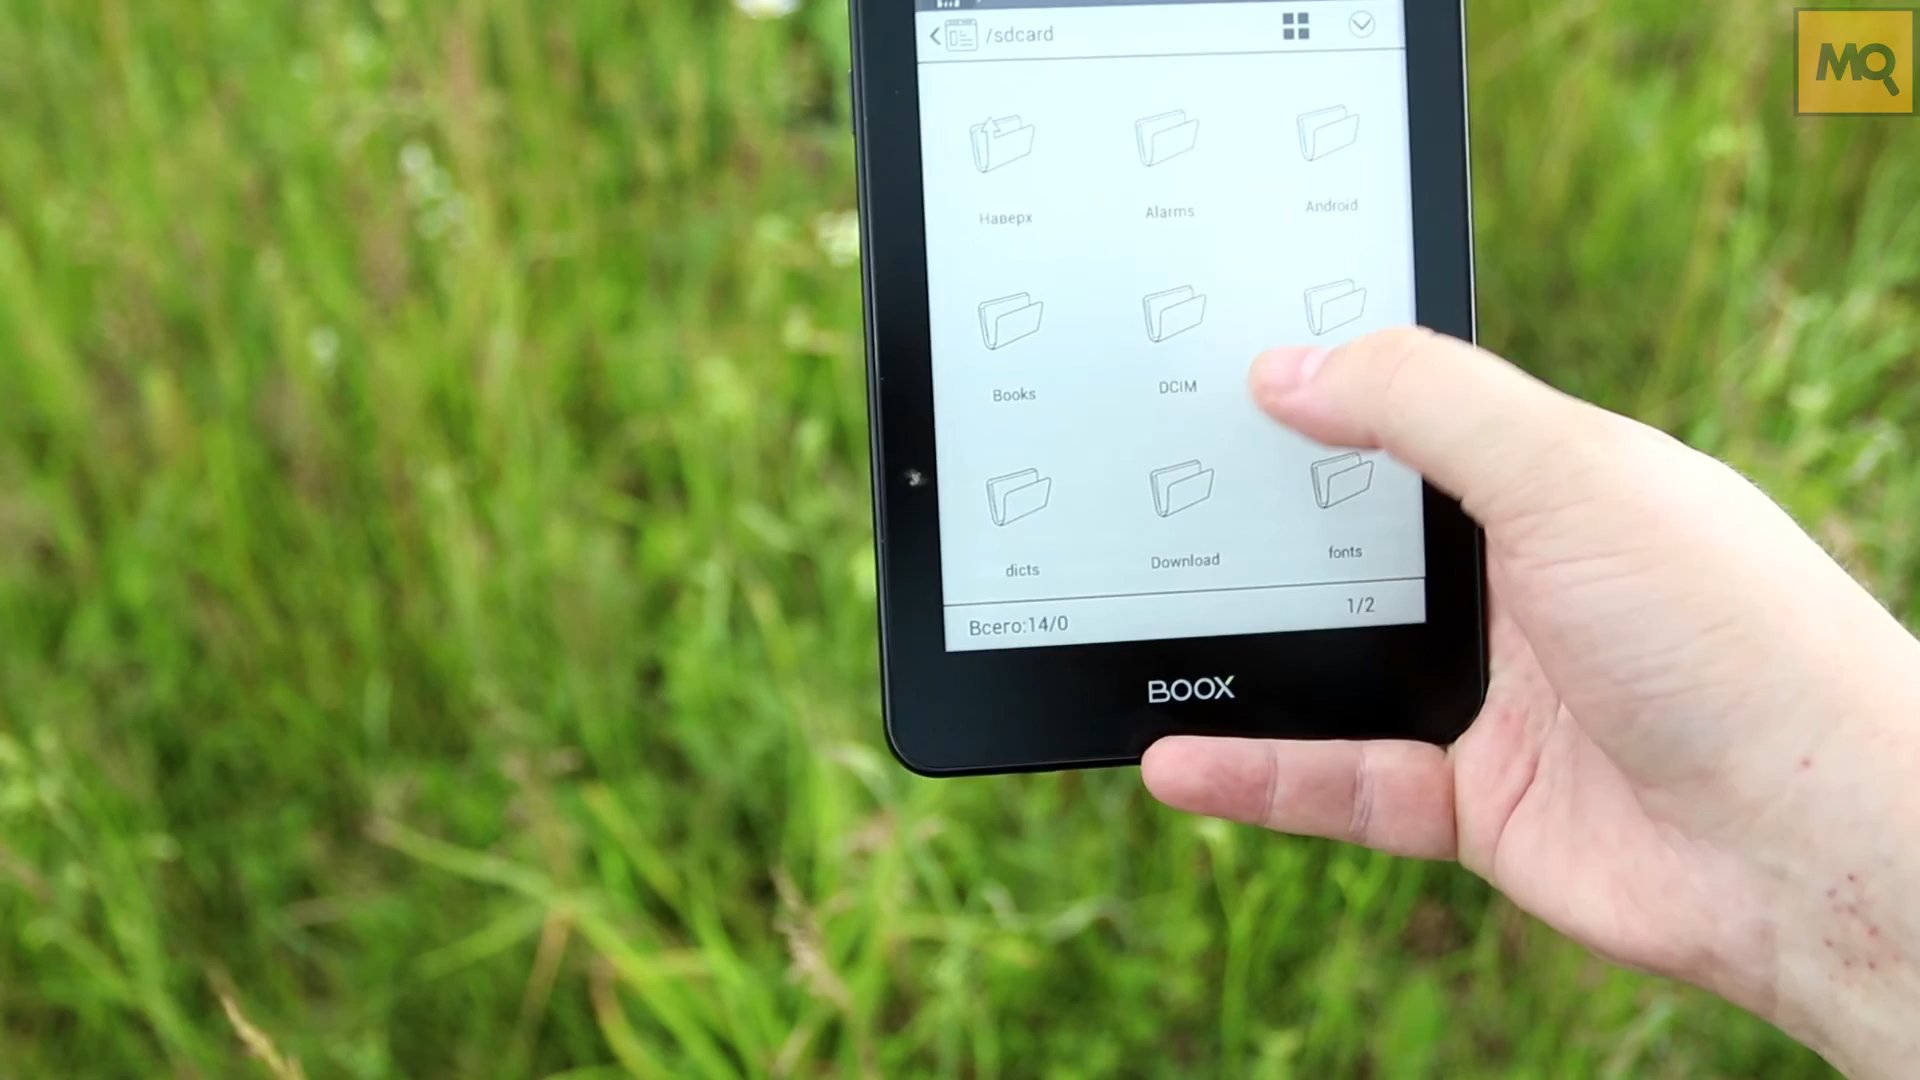 /sdcard
Наверх
Alarms
Android
Books
DCIM
dicts
Download
fonts
Всего:14/0
1/2
BOOX
MQ